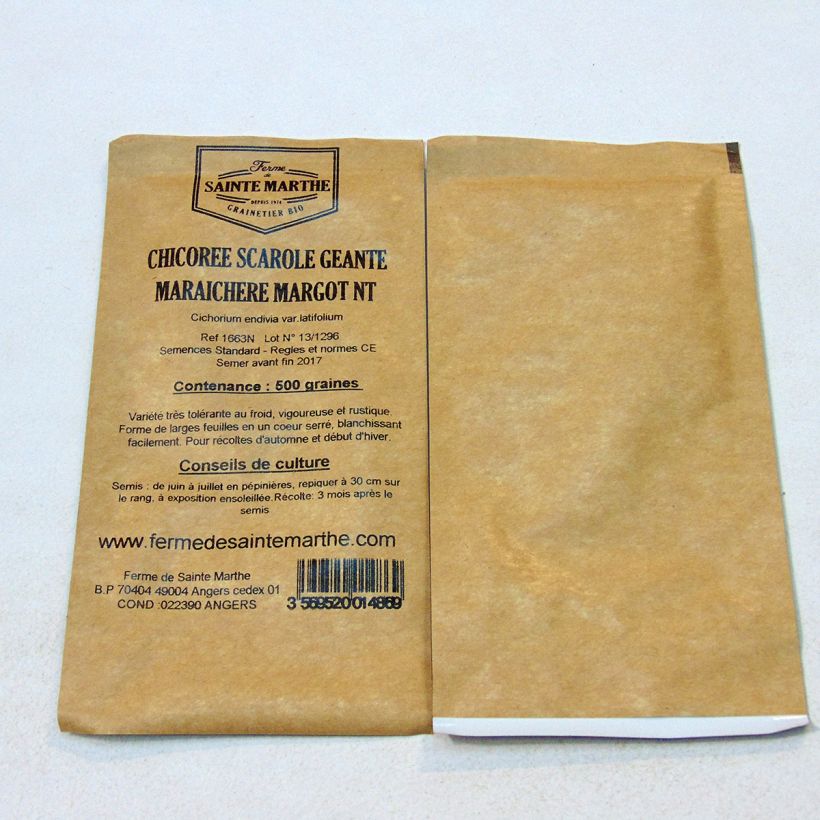 Ferme
de
SAINTE MARTHE
DEPUIS 1974
GRAINETIER BIO
CHICOREE SCAROLE GEANTE
MARAICHERE MARGOT NT
Cichorium endivia var.latifolium
Ref 1663N Lot N° 13/1296
Semences Standard - Regles et normes CE
Semer avant fin 2017
Contenance : 500 graines
Variété très tolérante au froid, vigoureuse et rustique.
Forme de larges feuilles en un coeur serré, blanchissant
facilement. Pour récoltes d'automne et début d'hiver.
Conseils de culture
Semis : de juin à juillet en pépinières, repiquer à 30 cm sur
le rang, à exposition ensoleillée.Récolte: 3 mois après le
semis
www.fermedesaintemarthe.com
Ferme de Sainte Marthe
B.P 70404 49004 Angers cedex 01
COND :022390 ANGERS
3 569520 014869